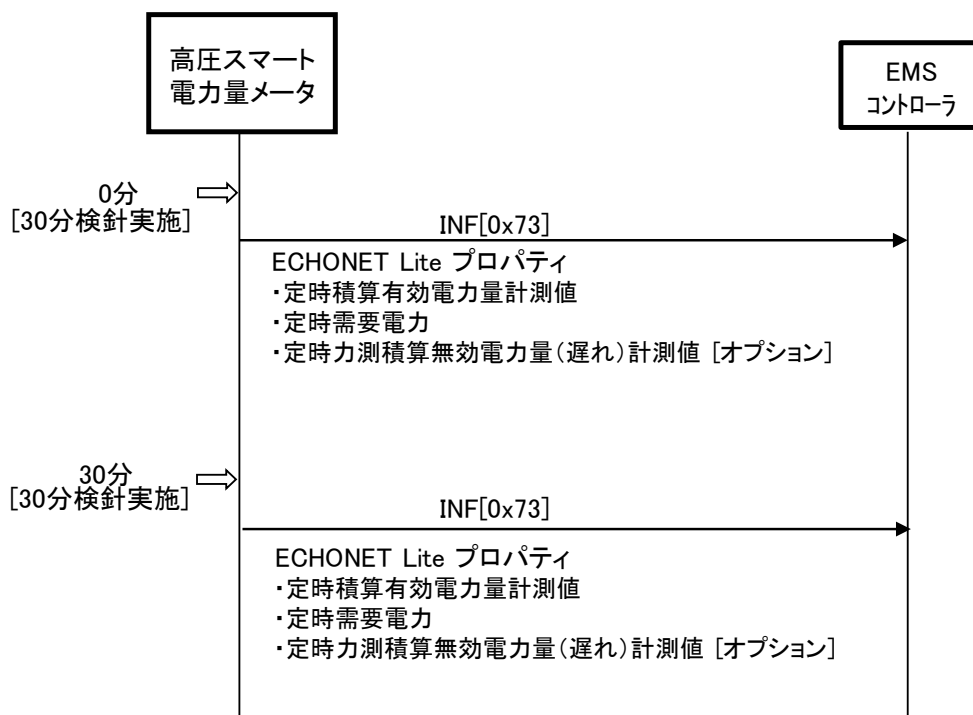 高圧スマート
電力量メータ
EMS
コントローラ
0分
[30分検針実施]
INF[0x73]
ECHONET Lite プロパティ
・定時積算有効電力量計測値
・定時需要電力
・定時力測積算無効電力量(遅れ)計測値 [オプション]
30分
[30分検針実施]
INF[0x73]
ECHONET Lite プロパティ
・定時積算有効電力量計測値
・定時需要電力
・定時力測積算無効電力量(遅れ)計測値 [オプション]